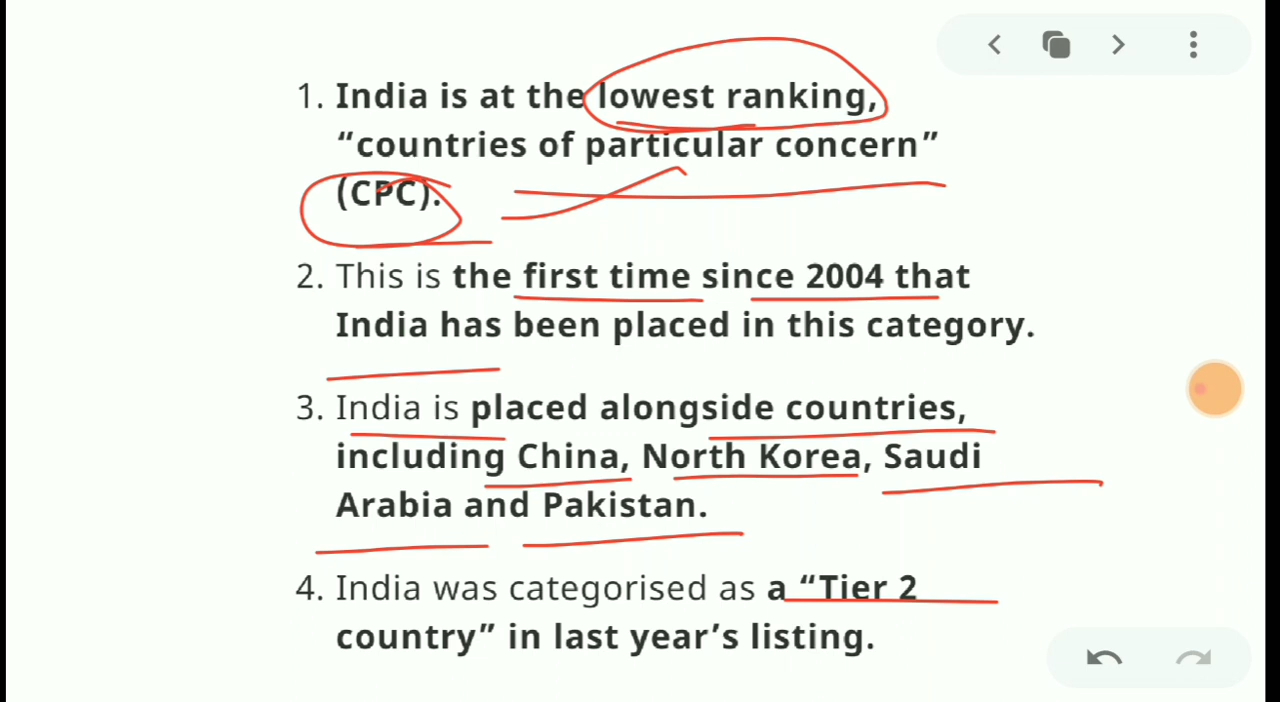 1. India is at the lowest ranking,
“countries of particular concern”
(CPC).
2. This is the first time since 2004 that
India has been placed in this category.
3. India is placed alongside countries,
including China, North Korea, Saudi
Arabia and Pakistan.
4. India was categorised as a “Tier 2
country” in last year’s listing.